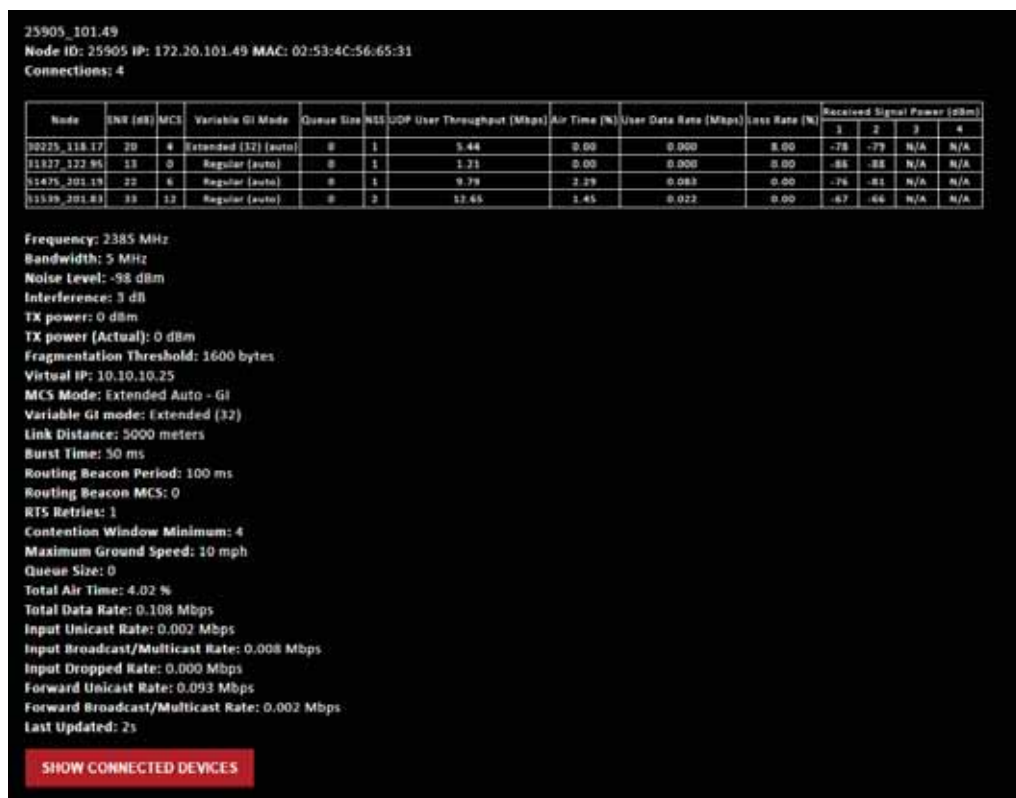 25905_101.49
Node ID: 25905 IP: 172.20.101.49 MAC: 02:53:4C:56:65:31
Connections: 4
Node SNR (dB) MCS Variable GI Mode Queue Size NSS UDP User Throughput (Mbps) Air Time (%) User Data Rate (Mbps) Loss Rate (%) Received Signal Power (dBm)
1 2 3 4
30225_118.17 20 4 Extended (32) (auto) 0 1 5.44 0.00 0.000 8.00 -78 -79 N/A N/A
31327_122.95 13 0 Regular (auto) 0 1 1.21 0.00 0.000 0.00 -86 -88 N/A N/A
51475_201.19 22 6 Regular (auto) 0 1 9.79 2.29 0.083 0.00 -76 -81 N/A N/A
51539_201.83 33 12 Regular (auto) 0 2 12.65 1.45 0.022 0.00 -67 -66 N/A N/A
Frequency: 2385 MHz
Bandwidth: 5 MHz
Noise Level: -98 dBm
Interference: 3 dB
TX power: 0 dBm
TX power (Actual): 0 dBm
Fragmentation Threshold: 1600 bytes
Virtual IP: 10.10.10.25
MCS Mode: Extended Auto - GI
Variable GI mode: Extended (32)
Link Distance: 5000 meters
Burst Time: 50 ms
Routing Beacon Period: 100 ms
Routing Beacon MCS: 0
RTS Retries: 1
Contention Window Minimum: 4
Maximum Ground Speed: 10 mph
Queue Size: 0
Total Air Time: 4.02 %
Total Data Rate: 0.108 Mbps
Input Unicast Rate: 0.002 Mbps
Input Broadcast/Multicast Rate: 0.008 Mbps
Input Dropped Rate: 0.000 Mbps
Forward Unicast Rate: 0.093 Mbps
Forward Broadcast/Multicast Rate: 0.002 Mbps
Last Updated: 2s
SHOW CONNECTED DEVICES